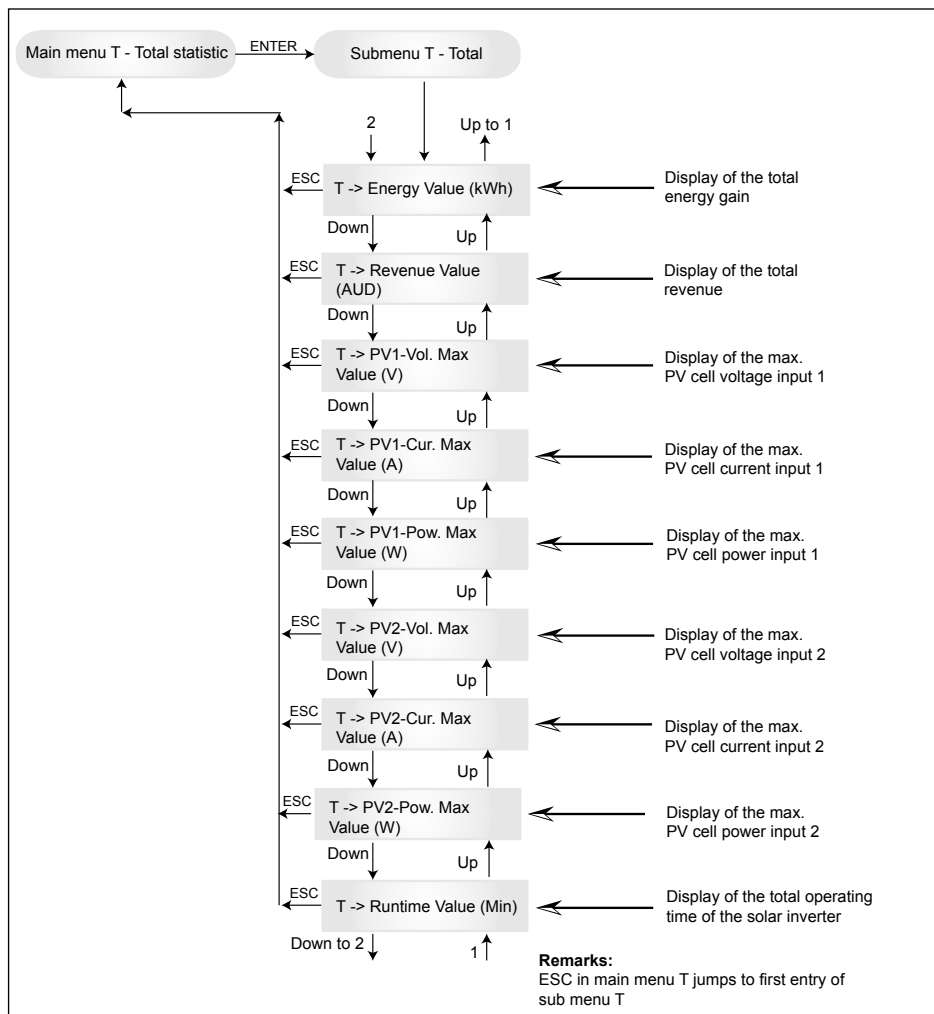 Main menu T - Total statistic
ENTER
Submenu T - Total
2
Up to 1
ESC
T -> Energy Value (kWh)
Display of the total
energy gain
Down
Up
ESC
T -> Revenue Value
(AUD)
Display of the total
revenue
Down
Up
ESC
T -> PV1-Vol. Max
Value (V)
Display of the max.
PV cell voltage input 1
Down
Up
ESC
T -> PV1-Cur. Max
Value (A)
Display of the max.
PV cell current input 1
Down
Up
ESC
T -> PV1-Pow. Max
Value (W)
Display of the max.
PV cell power input 1
Down
Up
ESC
T -> PV2-Vol. Max
Value (V)
Display of the max.
PV cell voltage input 2
Down
Up
ESC
T -> PV2-Cur. Max
Value (A)
Display of the max.
PV cell current input 2
Down
Up
ESC
T -> PV2-Pow. Max
Value (W)
Display of the max.
PV cell power input 2
Down
Up
ESC
T -> Runtime Value (Min)
Display of the total operating
time of the solar inverter
Down to 2
1
Remarks:
ESC in main menu T jumps to first entry of
sub menu T